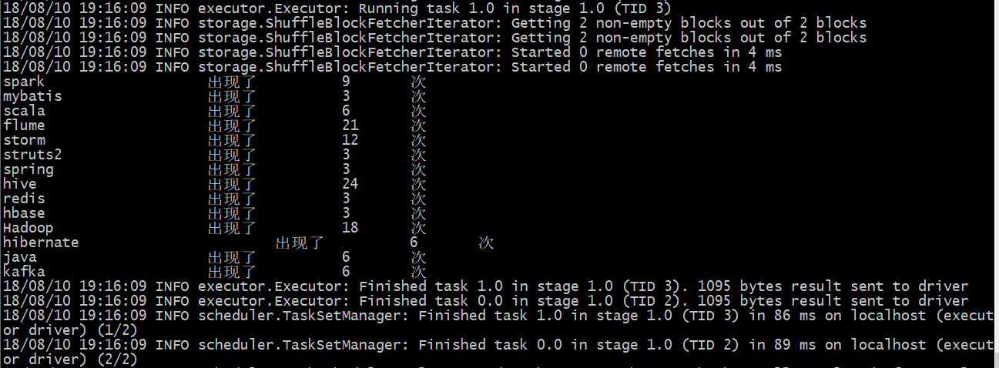 18/08/10 19:16:09 INFO executor.Executor: Running task 1.0 in stage 1.0 (TID 3)
18/08/10 19:16:09 INFO storage.ShuffleBlockFetcherIterator: Getting 2 non-empty blocks out of 2 blocks
18/08/10 19:16:09 INFO storage.ShuffleBlockFetcherIterator: Getting 2 non-empty blocks out of 2 blocks
18/08/10 19:16:09 INFO storage.ShuffleBlockFetcherIterator: Started 0 remote fetches in 4 ms
18/08/10 19:16:09 INFO storage.ShuffleBlockFetcherIterator: Started 0 remote fetches in 4 ms
spark 出现了 9 次
mybatis 出现了 3 次
scala 出现了 6 次
flume 出现了 21 次
storm 出现了 12 次
struts2 出现了 3 次
spring 出现了 3 次
hive 出现了 24 次
redis 出现了 3 次
hbase 出现了 3 次
Hadoop 出现了 18 次
hibernate 出现了 6 次
java 出现了 6 次
kafka 出现了 6 次
18/08/10 19:16:09 INFO executor.Executor: Finished task 1.0 in stage 1.0 (TID 3). 1095 bytes result sent to driver
18/08/10 19:16:09 INFO executor.Executor: Finished task 0.0 in stage 1.0 (TID 2). 1095 bytes result sent to driver
18/08/10 19:16:09 INFO scheduler.TaskSetManager: Finished task 1.0 in stage 1.0 (TID 3) in 86 ms on localhost (execut
or driver) (1/2)
18/08/10 19:16:09 INFO scheduler.TaskSetManager: Finished task 0.0 in stage 1.0 (TID 2) in 89 ms on localhost (execut
or driver) (2/2)